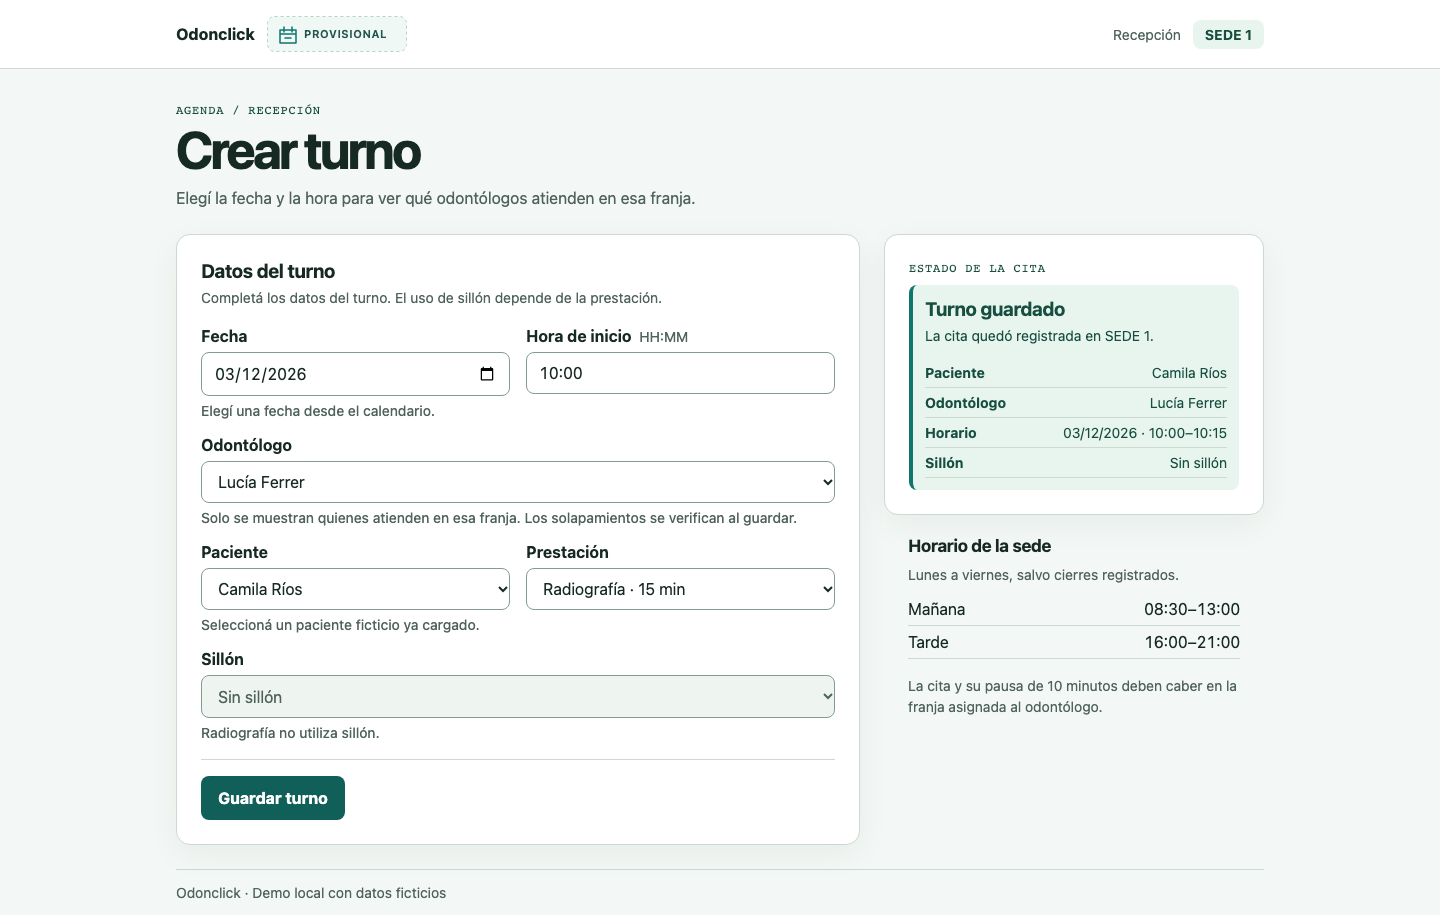 Odonclick
PROVISIONAL
Recepción
SEDE 1
AGENDA / RECEPCIÓN
Crear turno
Elegí la fecha y la hora para ver qué odontólogos atienden en esa franja.
Datos del turno
Completá los datos del turno. El uso de sillón depende de la prestación.
Fecha
Hora de inicio HH:MM
03/12/2026
10:00
Elegí una fecha desde el calendario.
Odontólogo
Lucía Ferrer
Solo se muestran quienes atienden en esa franja. Los solapamientos se verifican al guardar.
Paciente
Prestación
Camila Ríos
Radiografía · 15 min
Seleccioná un paciente ficticio ya cargado.
Sillón
Sin sillón
Radiografía no utiliza sillón.
Guardar turno
ESTADO DE LA CITA
Turno guardado
La cita quedó registrada en SEDE 1.
Paciente Camila Ríos
Odontólogo Lucía Ferrer
Horario 03/12/2026 · 10:00–10:15
Sillón Sin sillón
Horario de la sede
Lunes a viernes, salvo cierres registrados.
Mañana 08:30–13:00
Tarde 16:00–21:00
La cita y su pausa de 10 minutos deben caber en la
franja asignada al odontólogo.
Odonclick · Demo local con datos ficticios